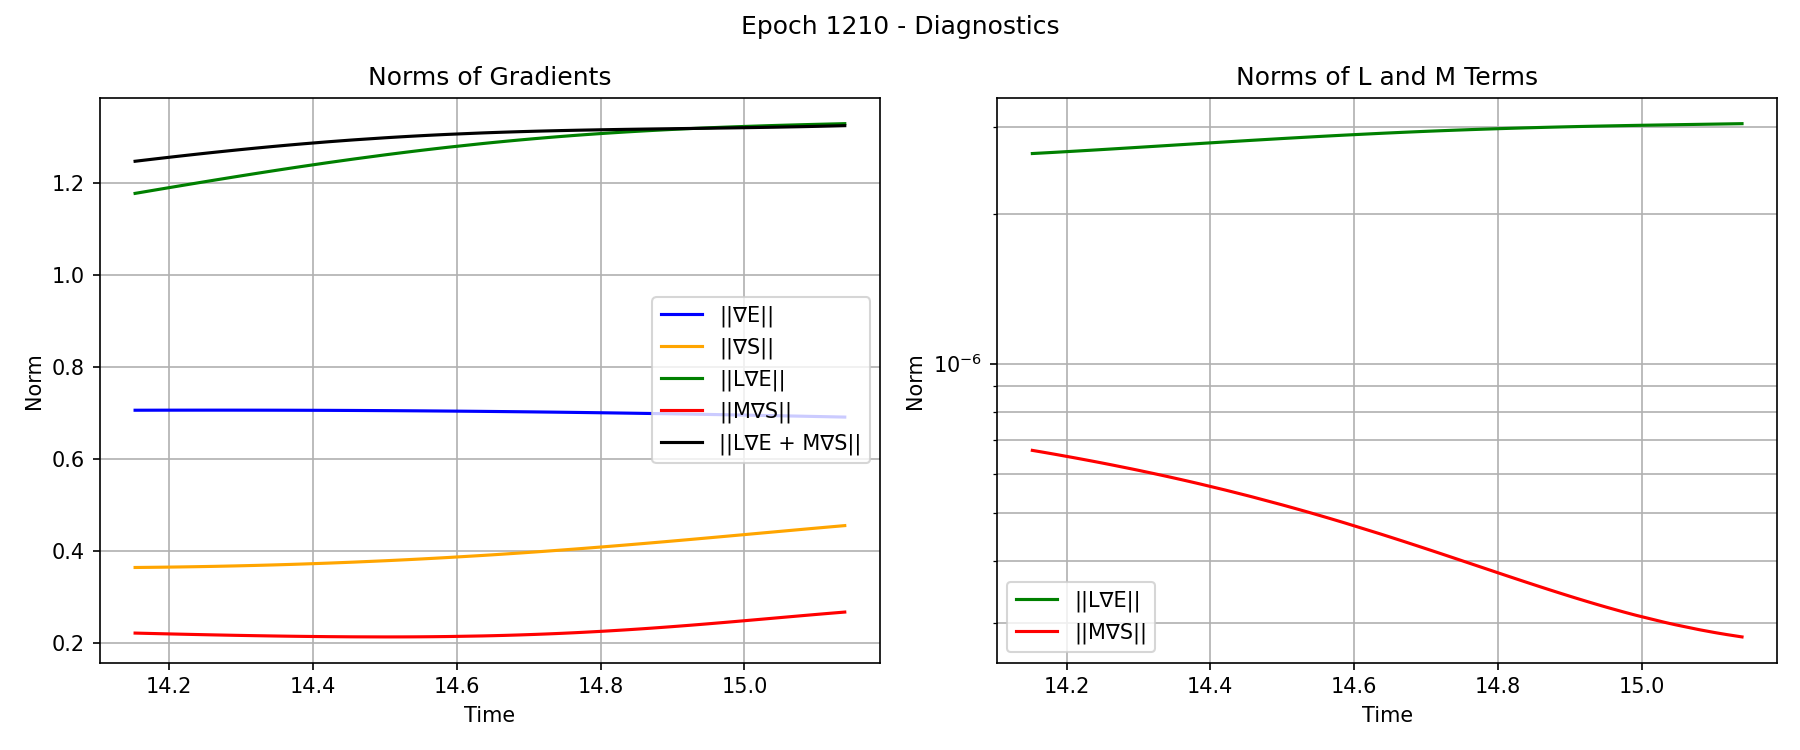 Epoch 1210 - Diagnostics
Norms of Gradients
Norm
1.2
1.0
0.8
0.6
0.4
0.2
||∇E||
||∇S||
||L∇E||
||M∇S||
||L∇E + M∇S||
14.2 14.4 14.6 14.8 15.0
Time
Norms of L and M Terms
Norm
10⁻⁶
||L∇E||
||M∇S||
14.2 14.4 14.6 14.8 15.0
Time